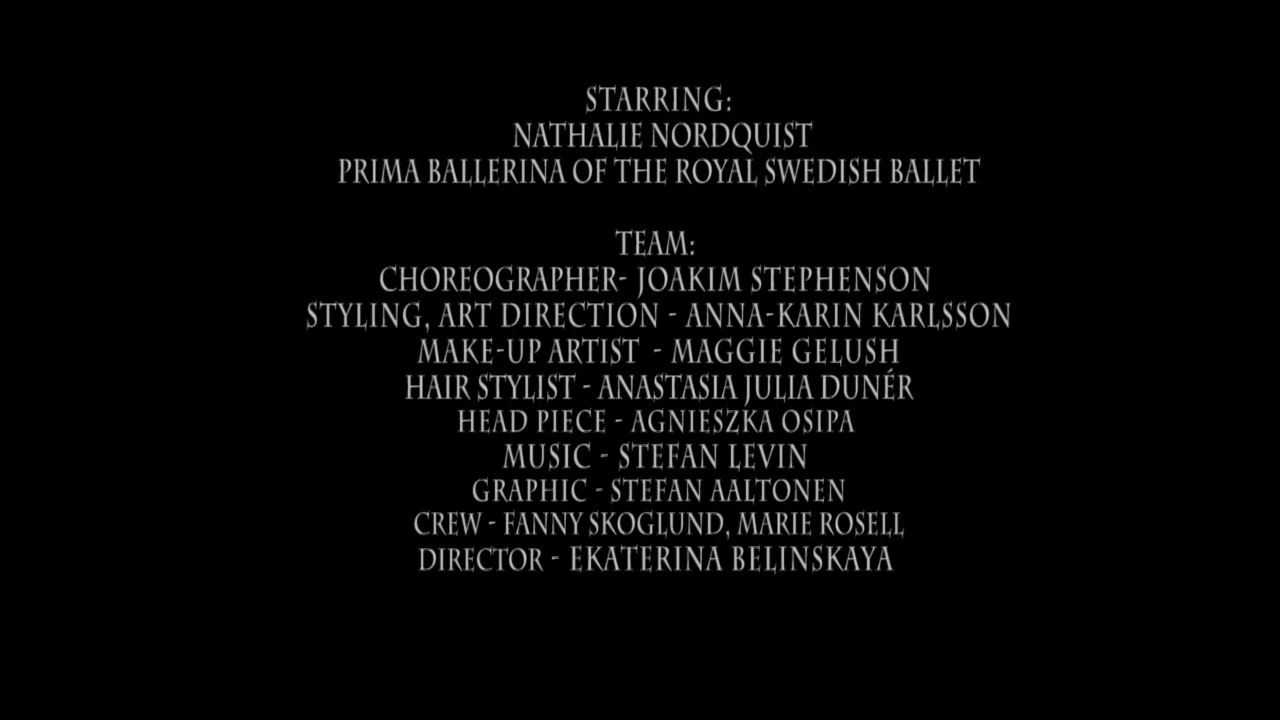 STARRING:
NATHALIE NORDQUIST
PRIMA BALLERINA OF THE ROYAL SWEDISH BALLET
TEAM:
CHOREOGRAPHER- JOAKIM STEPHENSON
STYLING, ART DIRECTION - ANNA-KARIN KARLSSON
MAKE-UP ARTIST - MAGGIE GELUSH
HAIR STYLIST - ANASTASIA JULIA DUNÉR
HEAD PIECE - AGNIESZKA OSIPA
MUSIC - STEFAN LEVIN
GRAPHIC - STEFAN AALTONEN
CREW - FANNY SKOGLUND, MARIE ROSELL
DIRECTOR - EKATERINA BELINSKAYA